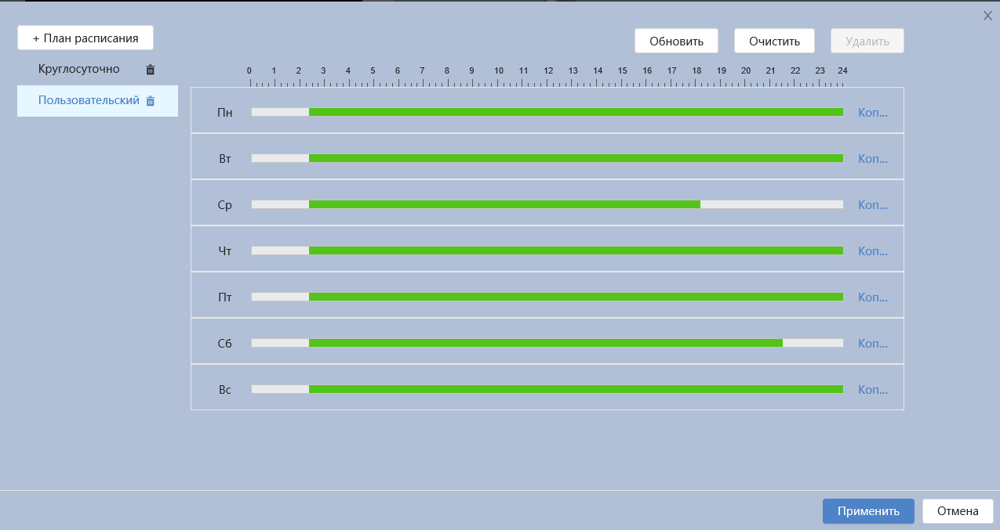 + План расписания
Обновить Очистить Удалить
Круглосуточно
Пользовательский
0 1 2 3 4 5 6 7 8 9 10 11 12 13 14 15 16 17 18 19 20 21 22 23 24
Пн Коп...
Вт Коп...
Ср Коп...
Чт Коп...
Пт Коп...
Сб Коп...
Вс Коп...
Применить Отмена